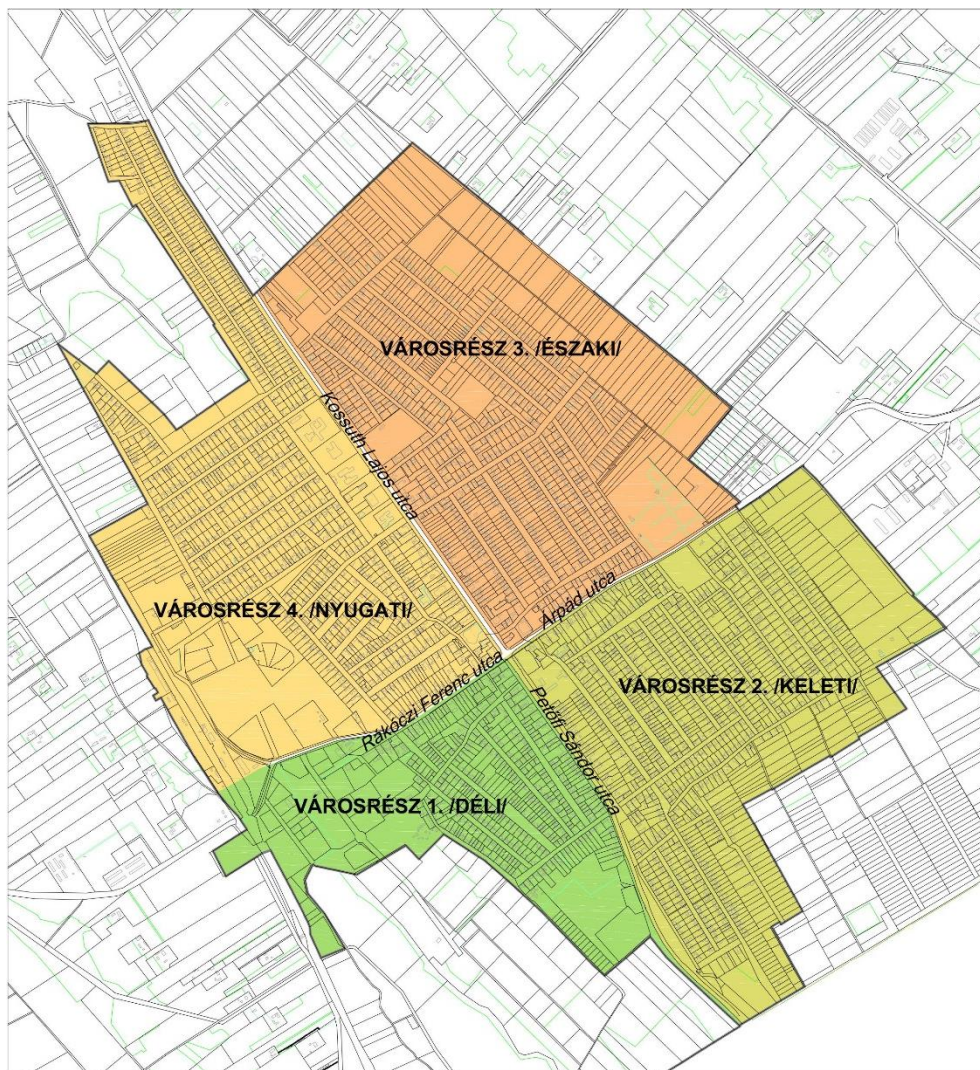 VÁROSRÉSZ 3. /ÉSZAKI/
Kossuth Lajos utca
Árpád utca
VÁROSRÉSZ 4. /NYUGATI/
Rákóczi Ferenc utca
VÁROSRÉSZ 2. /KELETI/
Petőfi Sándor utca
VÁROSRÉSZ 1. /DÉLI/